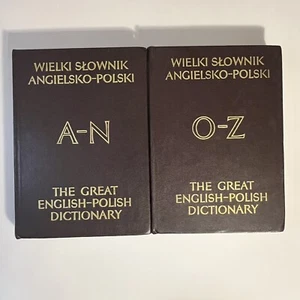 WIELKI SŁOWNIK
ANGIELSKO-POLSKI
A-N
THE GREAT
ENGLISH-POLISH
DICTIONARY
WIELKI SŁOWNIK
ANGIELSKO-POLSKI
O-Z
THE GREAT
ENGLISH-POLISH
DICTIONARY